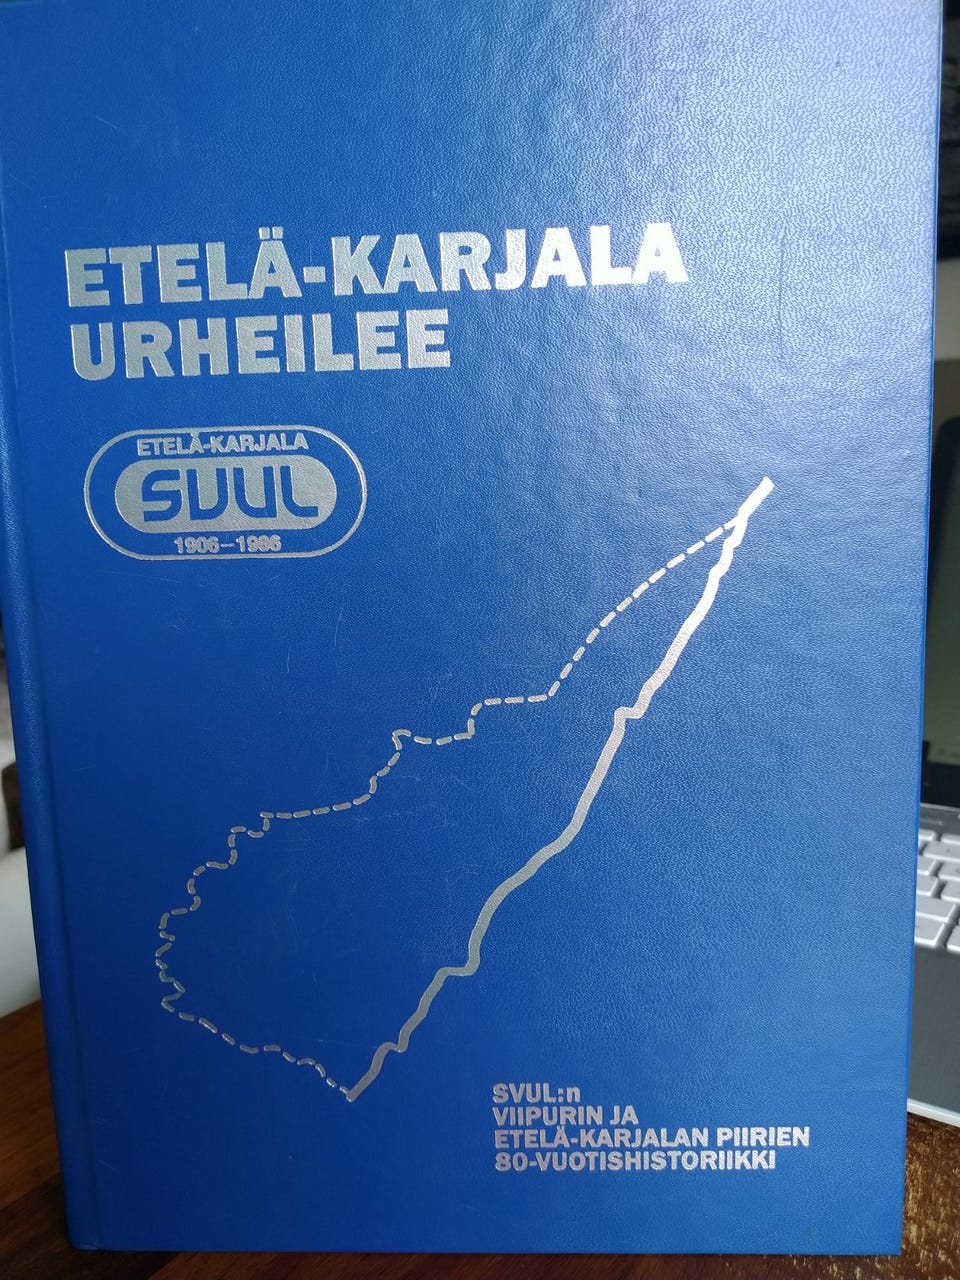 ETELÄ-KARJALA
URHEILEE
ETELÄ-KARJALA
SVUL
1906–1986
SVUL:n
VIIPURIN JA
ETELÄ-KARJALAN PIIRIEN
80-VUOTISHISTORIIKKI